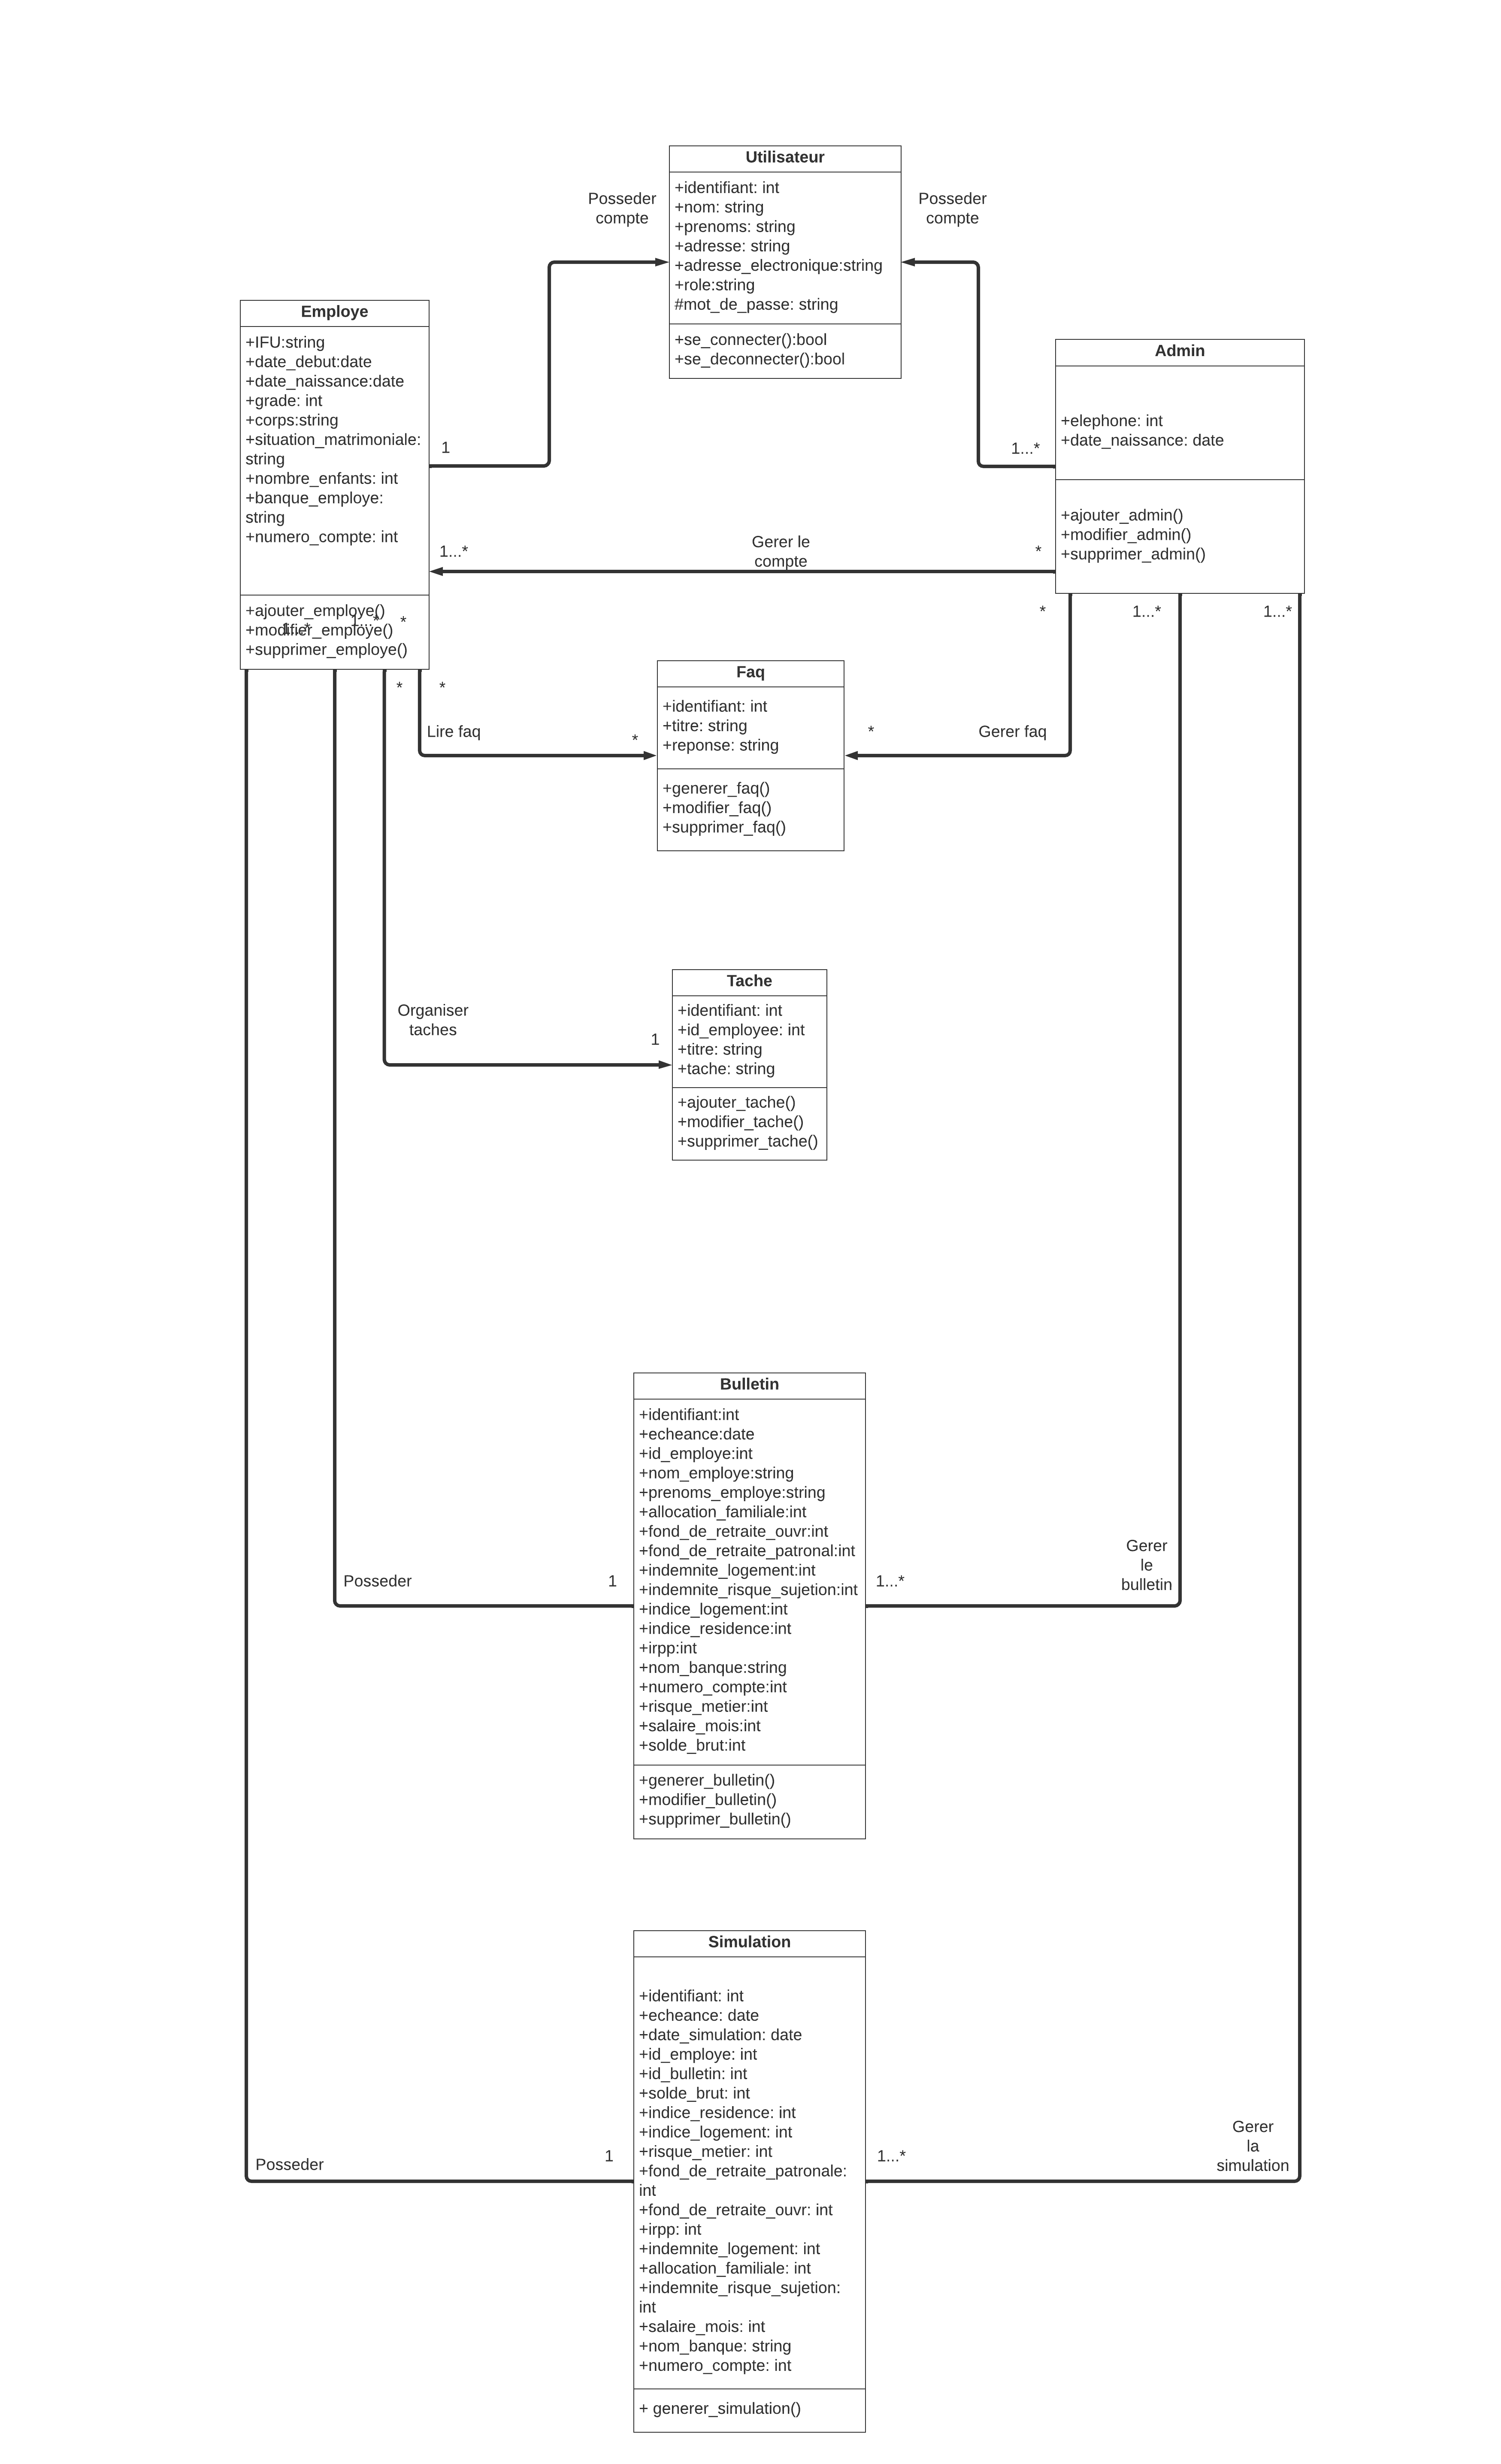 Utilisateur
+identifiant: int
+nom: string
+prenoms: string
+adresse: string
+adresse_electronique:string
+role:string
#mot_de_passe: string
+se_connecter():bool
+se_deconnecter():bool
Posseder
compte
Posseder
compte
Employe
+IFU:string
+date_debut:date
+date_naissance:date
+grade: int
+corps:string
+situation_matrimoniale:
string
+nombre_enfants: int
+banque_employe:
string
+numero_compte: int
+ajouter_employe()
+modifier_employe()
+supprimer_employe()
1...*
1...*
*
1
1...*
Admin
+elephone: int
+date_naissance: date
+ajouter_admin()
+modifier_admin()
+supprimer_admin()
1...*
Gerer le
compte
*
*
1...*
1...*
*
*
Lire faq
*
Faq
+identifiant: int
+titre: string
+reponse: string
+generer_faq()
+modifier_faq()
+supprimer_faq()
*
Gerer faq
Organiser
taches
1
Tache
+identifiant: int
+id_employee: int
+titre: string
+tache: string
+ajouter_tache()
+modifier_tache()
+supprimer_tache()
Bulletin
+identifiant:int
+echeance:date
+id_employe:int
+nom_employe:string
+prenoms_employe:string
+allocation_familiale:int
+fond_de_retraite_ouvr:int
+fond_de_retraite_patronal:int
+indemnite_logement:int
+indemnite_risque_sujetion:int
+indice_logement:int
+indice_residence:int
+irpp:int
+nom_banque:string
+numero_compte:int
+risque_metier:int
+salaire_mois:int
+solde_brut:int
+generer_bulletin()
+modifier_bulletin()
+supprimer_bulletin()
Posseder
1
1...*
Gerer
le
bulletin
Simulation
+identifiant: int
+echeance: date
+date_simulation: date
+id_employe: int
+id_bulletin: int
+solde_brut: int
+indice_residence: int
+indice_logement: int
+risque_metier: int
+fond_de_retraite_patronale:
int
+fond_de_retraite_ouvr: int
+irpp: int
+indemnite_logement: int
+allocation_familiale: int
+indemnite_risque_sujetion:
int
+salaire_mois: int
+nom_banque: string
+numero_compte: int
+ generer_simulation()
Posseder
1
1...*
Gerer
la
simulation